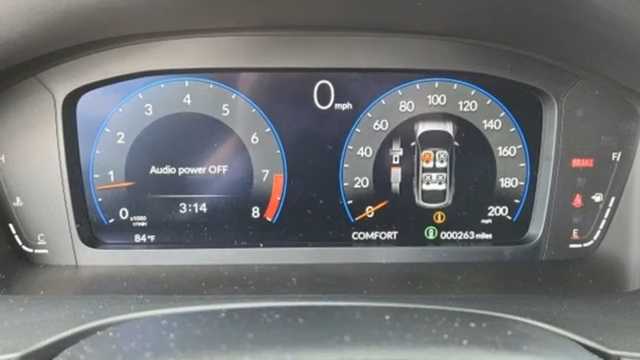 0 mph
0 1 2 3 4 5 6 7 8
x1000
r/min
Audio power OFF
3:14
84°F
0 20 40 60 80 100 120 140 160 180 200
mph
COMFORT
000263 miles
H
C
F
BRAKE
E